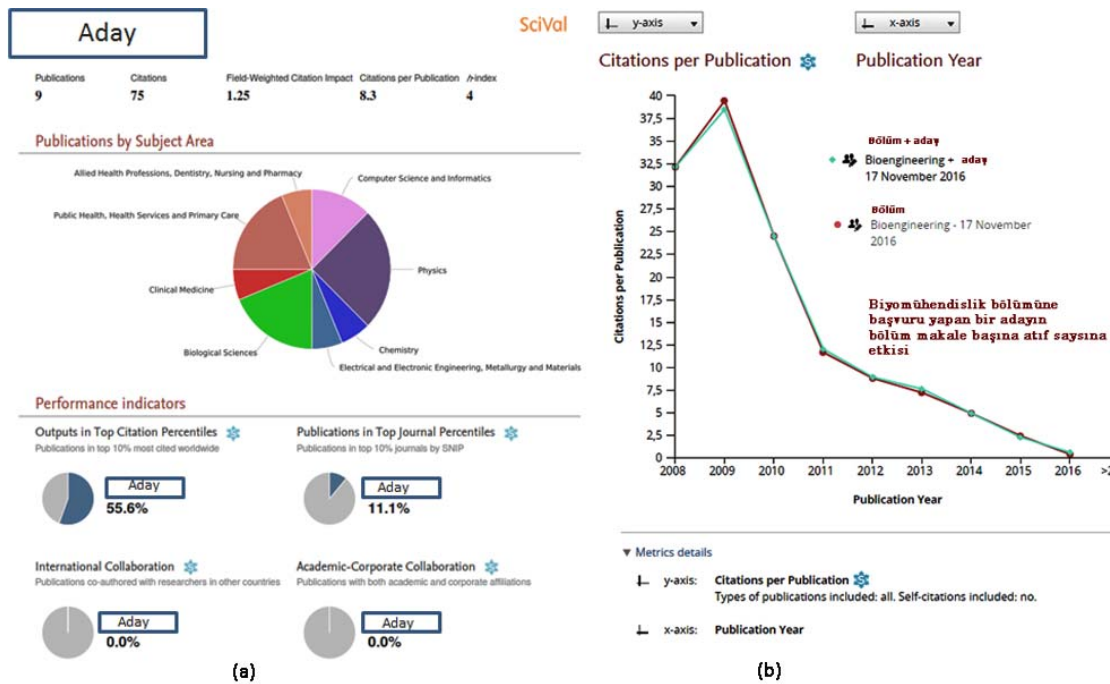 Aday
SciVal
Publications Citations Field-Weighted Citation Impact Citations per Publication h-index
9 75 1.25 8.3 4
Publications by Subject Area
Allied Health Professions, Dentistry, Nursing and Pharmacy
Computer Science and Informatics
Public Health, Health Services and Primary Care
Physics
Clinical Medicine
Chemistry
Biological Sciences
Electrical and Electronic Engineering, Metallurgy and Materials
Performance indicators
Outputs in Top Citation Percentiles
Publications in top 10% most cited worldwide
Aday
55.6%
Publications in Top Journal Percentiles
Publications in top 10% journals by SNIP
Aday
11.1%
International Collaboration
Publications co-authored with researchers in other countries
Aday
0.0%
Academic-Corporate Collaboration
Publications with both academic and corporate affiliations
Aday
0.0%
(a)
y-axis
x-axis
Citations per Publication
Publication Year
40
37,5
35
32,5
30
27,5
25
22,5
20
17,5
15
12,5
10
7,5
5
2,5
0
Citations per Publication
Bölüm + aday
Bioengineering + aday
17 November 2016
Bölüm
Bioengineering - 17 November
2016
Biyomühendislik bölümüne
başvuru yapan bir adayın
bölüm makale başına atıf saysına
etkisi
2008 2009 2010 2011 2012 2013 2014 2015 2016 >2
Publication Year
Metrics details
y-axis: Citations per Publication
Types of publications included: all. Self-citations included: no.
x-axis: Publication Year
(b)